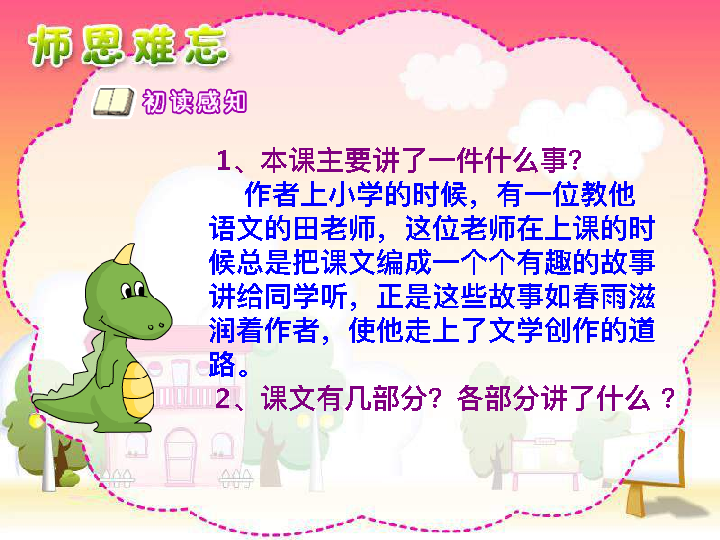 师恩难忘
初读感知
1、本课主要讲了一件什么事?
作者上小学的时候，有一位教他
语文的田老师，这位老师在上课的时
候总是把课文编成一个个有趣的故事
讲给同学听，正是这些故事如春雨滋
润着作者，使他走上了文学创作的道
路。
2、课文有几部分？各部分讲了什么 ?